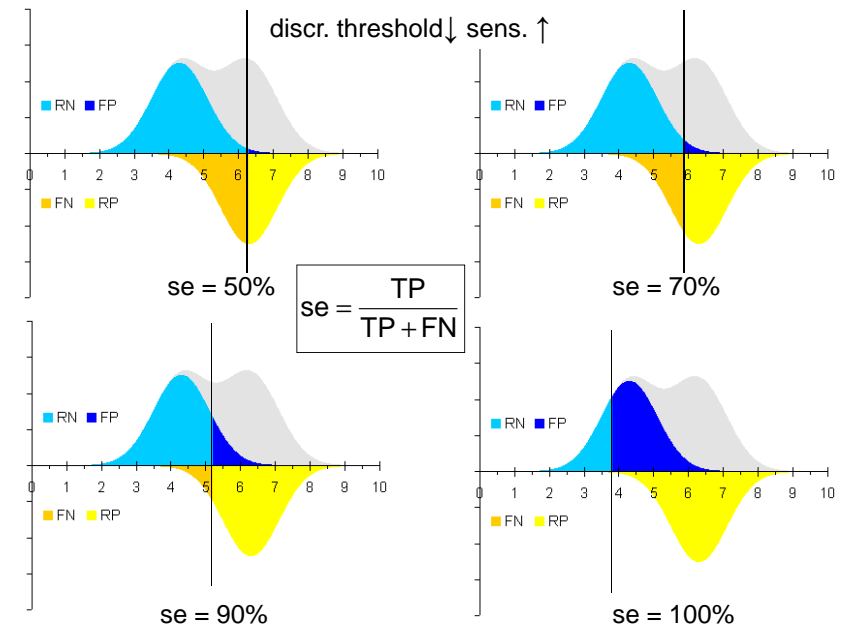 discr. threshold↓ sens. ↑
RN FP
0 1 2 3 4 5 6 7 8 9 10
FN RP
se = 50%
RN FP
0 1 2 3 4 5 6 7 8 9 10
FN RP
se = 70%
se = TP / TP + FN
RN FP
0 1 2 3 4 5 6 7 8 9 10
FN RP
se = 90%
RN FP
0 1 2 3 4 5 6 7 8 9 10
FN RP
se = 100%